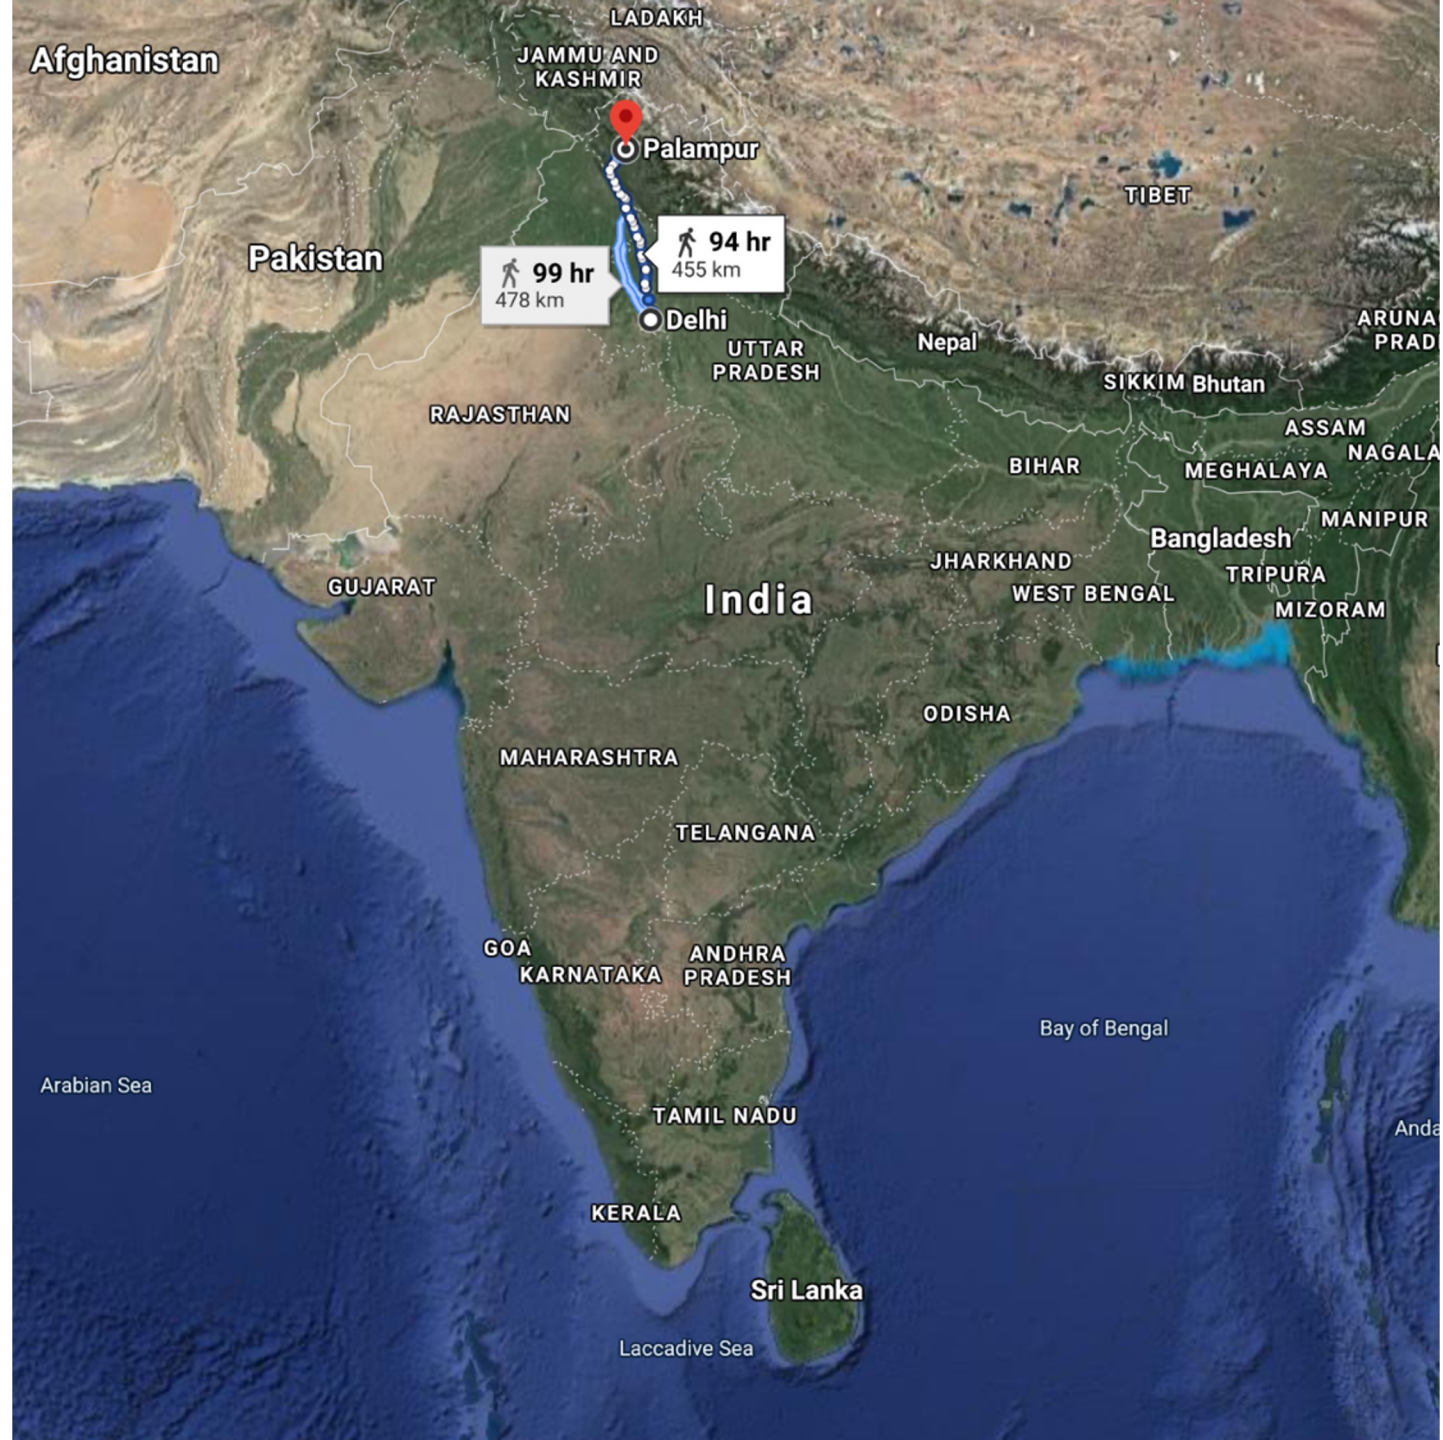 LADAKH
Afghanistan
JAMMU AND
KASHMIR
Palampur
TIBET
94 hr
455 km
Pakistan
99 hr
478 km
Delhi
ARUNA
PRAD
UTTAR
PRADESH
Nepal
SIKKIM
Bhutan
RAJASTHAN
ASSAM
NAGALA
BIHAR
MEGHALAYA
MANIPUR
Bangladesh
JHARKHAND
TRIPURA
GUJARAT
WEST BENGAL
India
MIZORAM
ODISHA
MAHARASHTRA
TELANGANA
GOA
ANDHRA
PRADESH
KARNATAKA
Bay of Bengal
Arabian Sea
TAMIL NADU
Anda
KERALA
Sri Lanka
Laccadive Sea